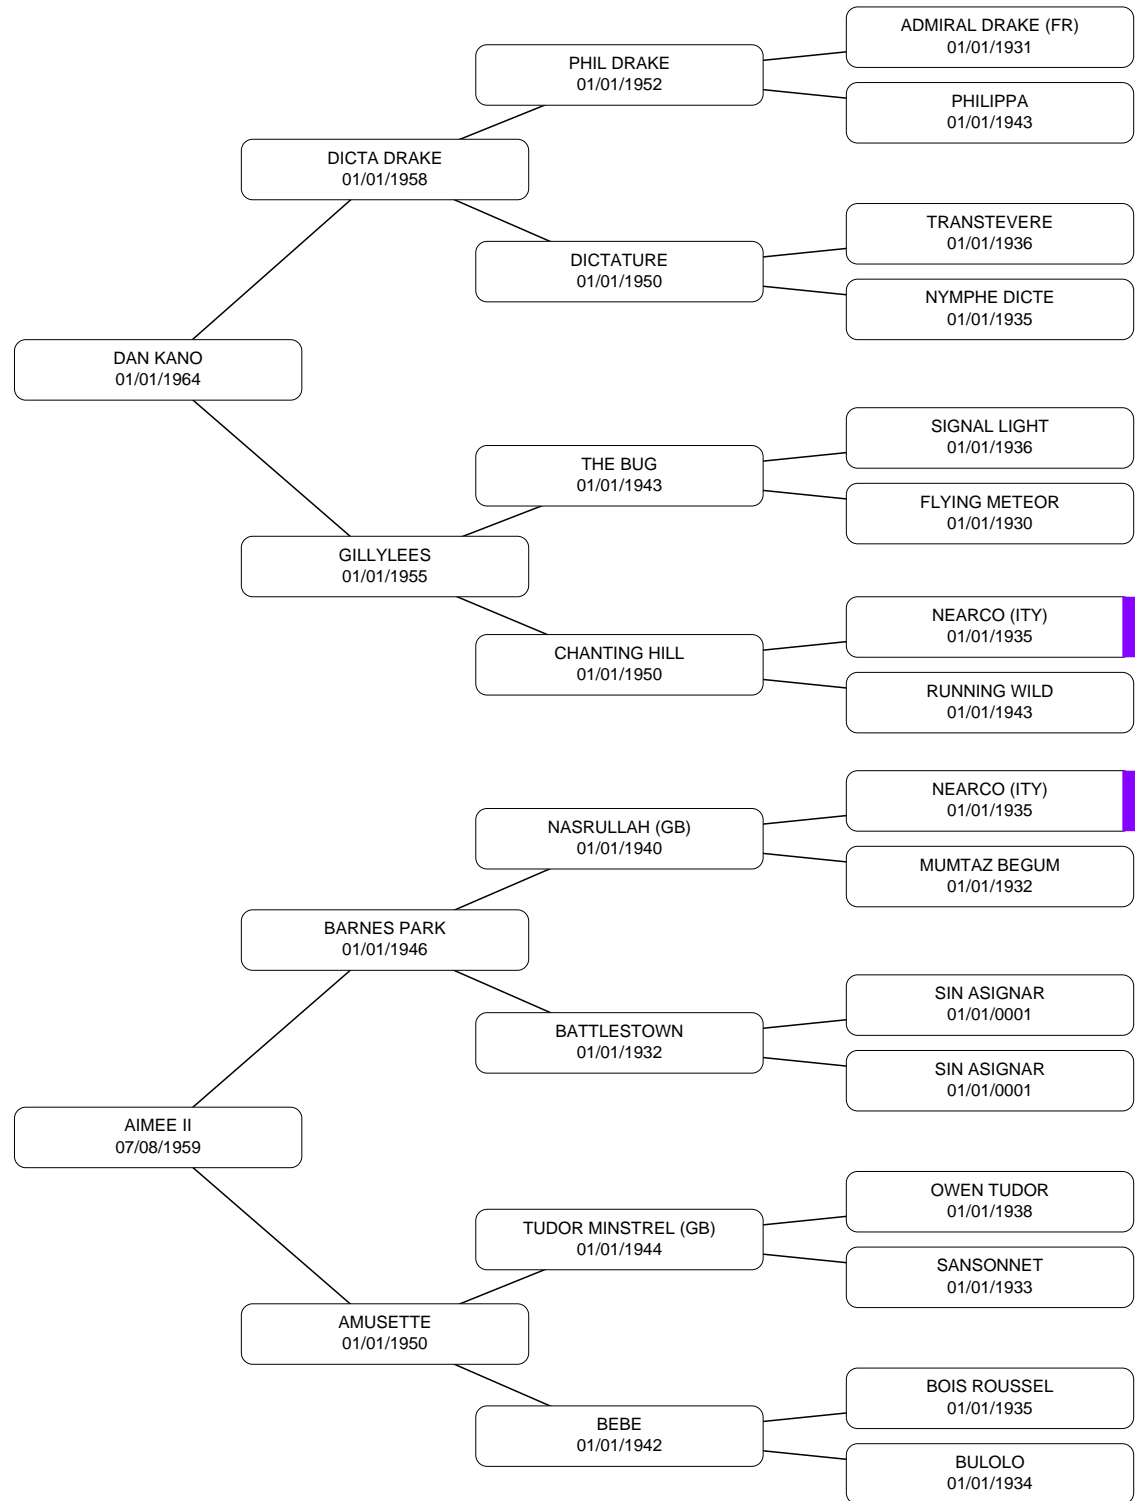 ADMIRAL DRAKE (FR)
01/01/1931
PHIL DRAKE
01/01/1952
PHILIPPA
01/01/1943
DICTA DRAKE
01/01/1958
TRANSTEVERE
01/01/1936
DICTATURE
01/01/1950
NYMPHE DICTE
01/01/1935
DAN KANO
01/01/1964
SIGNAL LIGHT
01/01/1936
THE BUG
01/01/1943
FLYING METEOR
01/01/1930
GILLYLEES
01/01/1955
NEARCO (ITY)
01/01/1935
CHANTING HILL
01/01/1950
RUNNING WILD
01/01/1943
NEARCO (ITY)
01/01/1935
NASRULLAH (GB)
01/01/1940
MUMTAZ BEGUM
01/01/1932
BARNES PARK
01/01/1946
SIN ASIGNAR
01/01/0001
BATTLESTOWN
01/01/1932
SIN ASIGNAR
01/01/0001
AIMEE II
07/08/1959
OWEN TUDOR
01/01/1938
TUDOR MINSTREL (GB)
01/01/1944
SANSONNET
01/01/1933
AMUSETTE
01/01/1950
BOIS ROUSSEL
01/01/1935
BEBE
01/01/1942
BULOLO
01/01/1934